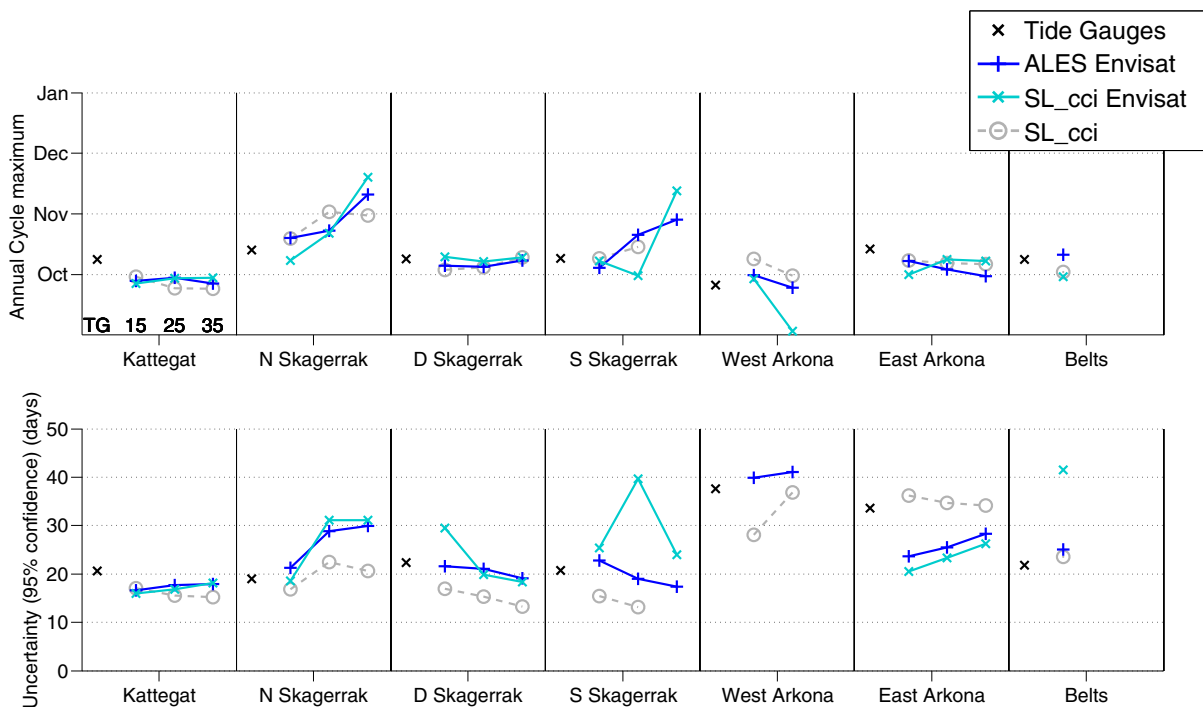 Tide Gauges
ALES Envisat
SL_cci Envisat
SL_cci
Annual Cycle maximum
Jan
Dec
Nov
Oct
TG 15 25 35
Kattegat N Skagerrak D Skagerrak S Skagerrak West Arkona East Arkona Belts
Uncertainty (95% confidence) (days)
50
40
30
20
10
0
Kattegat N Skagerrak D Skagerrak S Skagerrak West Arkona East Arkona Belts